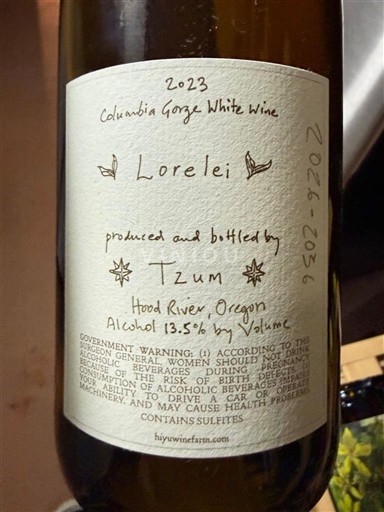 2023
Columbia Gorge White Wine
Lorelei
produced and bottled by
Tzum
Hood River, Oregon
Alcohol 13.5% by Volume
GOVERNMENT WARNING: (1) ACCORDING TO THE
SURGEON GENERAL, WOMEN SHOULD NOT DRINK
ALCOHOLIC BEVERAGES DURING PREGNANCY
BECAUSE OF THE RISK OF BIRTH DEFECTS. (2)
CONSUMPTION OF ALCOHOLIC BEVERAGES IMPAIRS
YOUR ABILITY TO DRIVE A CAR OR OPERATE
MACHINERY, AND MAY CAUSE HEALTH PROBLEMS
CONTAINS SULFITES
hiyuwinefarm.com
2026-2036